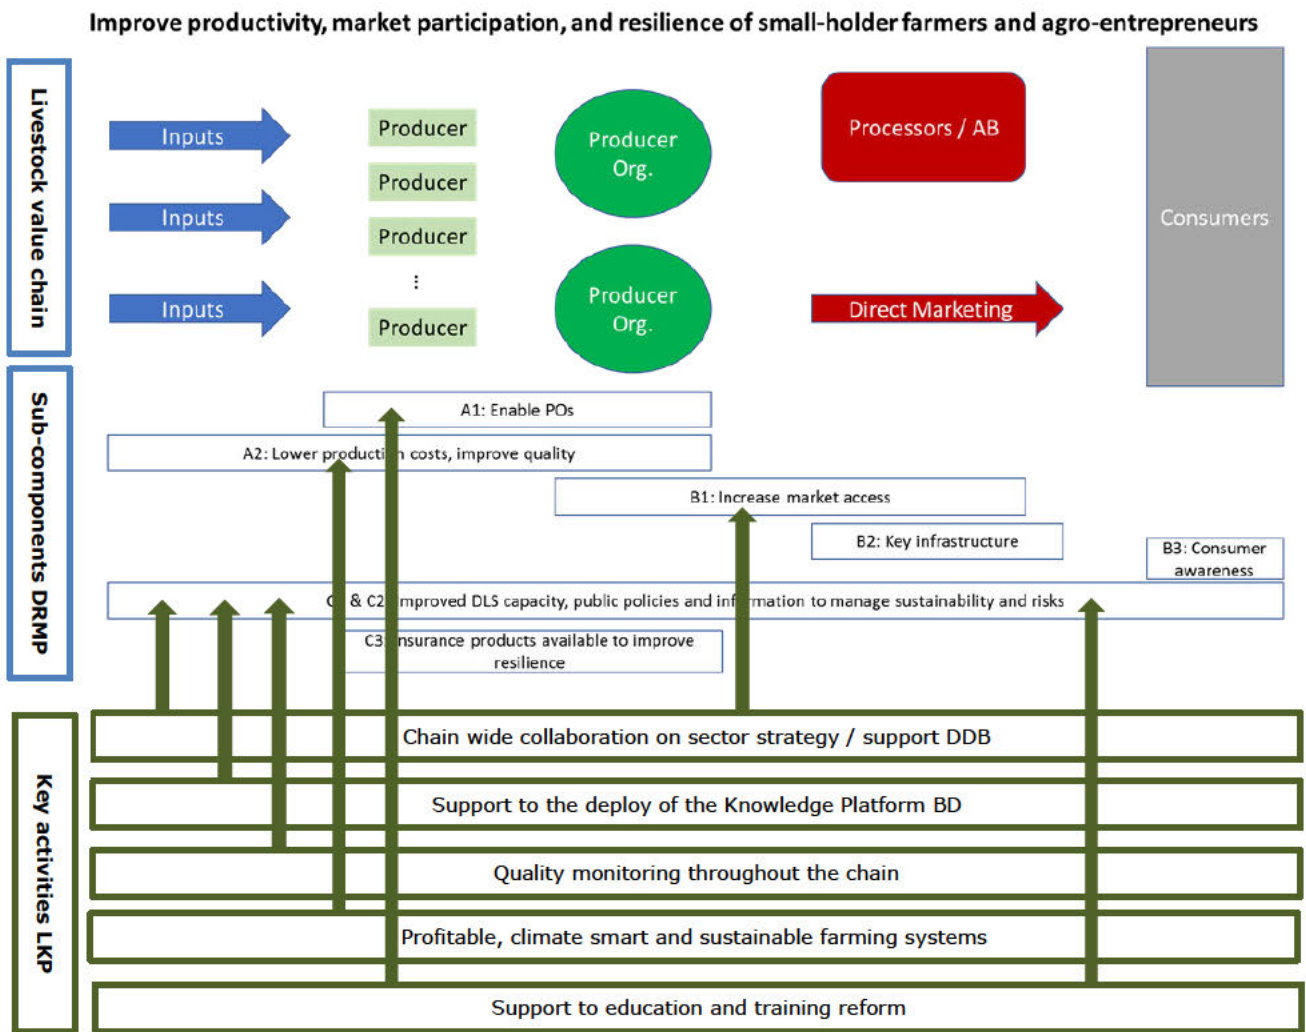 Improve productivity, market participation, and resilience of small-holder farmers and agro-entrepreneurs
Livestock value chain
Inputs
Inputs
Inputs
Producer
Producer
Producer
⋮
Producer
Producer
Org.
Producer
Org.
Processors / AB
Direct Marketing
Consumers
Sub-components DRMP
A1: Enable POs
A2: Lower production costs, improve quality
B1: Increase market access
B2: Key infrastructure
B3: Consumer
awareness
& C2: Improved DLS capacity, public policies and information to manage sustainability and risks
C3: Insurance products available to improve
resilience
Key activities LKP
Chain wide collaboration on sector strategy / support DDB
Support to the deploy of the Knowledge Platform BD
Quality monitoring throughout the chain
Profitable, climate smart and sustainable farming systems
Support to education and training reform